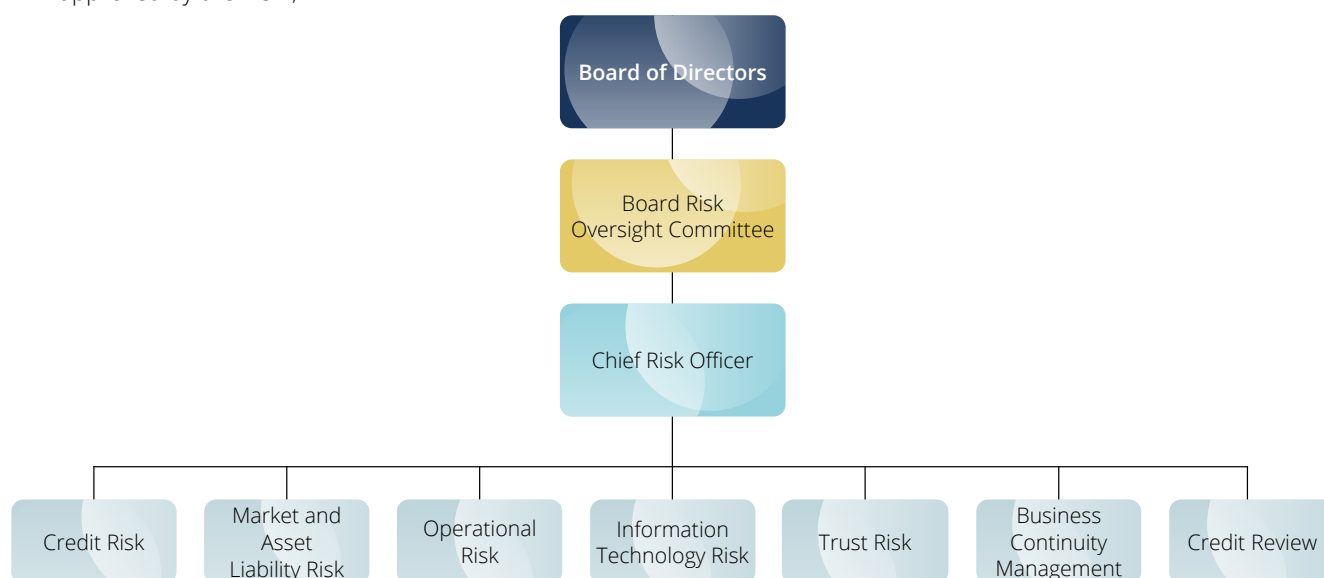 Board of Directors
Board Risk
Oversight Committee
Chief Risk Officer
Credit Risk
Market and
Asset
Liability Risk
Operational
Risk
Information
Technology Risk
Trust Risk
Business
Continuity
Management
Credit Review